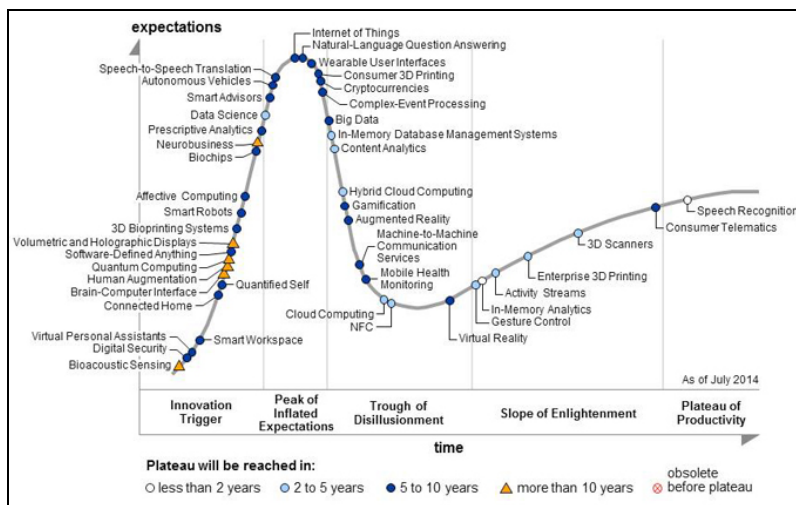 expectations
Internet of Things
Natural-Language Question Answering
Wearable User Interfaces
Speech-to-Speech Translation
Consumer 3D Printing
Autonomous Vehicles
Cryptocurrencies
Smart Advisors
Complex-Event Processing
Data Science
Big Data
Prescriptive Analytics
In-Memory Database Management Systems
Neurobusiness
Content Analytics
Biochips
Hybrid Cloud Computing
Affective Computing
Gamification
Speech Recognition
Smart Robots
Augmented Reality
Consumer Telematics
3D Bioprinting Systems
Machine-to-Machine
Communication
Services
Volumetric and Holographic Displays
3D Scanners
Software-Defined Anything
Quantum Computing
Mobile Health
Monitoring
Enterprise 3D Printing
Human Augmentation
Quantified Self
Brain-Computer Interface
Activity Streams
Connected Home
Cloud Computing
In-Memory Analytics
NFC
Gesture Control
Virtual Personal Assistants
Smart Workspace
Virtual Reality
Digital Security
Bioacoustic Sensing
As of July 2014
Innovation
Trigger
Peak of
Inflated
Expectations
Trough of
Disillusionment
Slope of Enlightenment
Plateau of
Productivity
time
Plateau will be reached in:
less than 2 years
2 to 5 years
5 to 10 years
more than 10 years
obsolete
before plateau